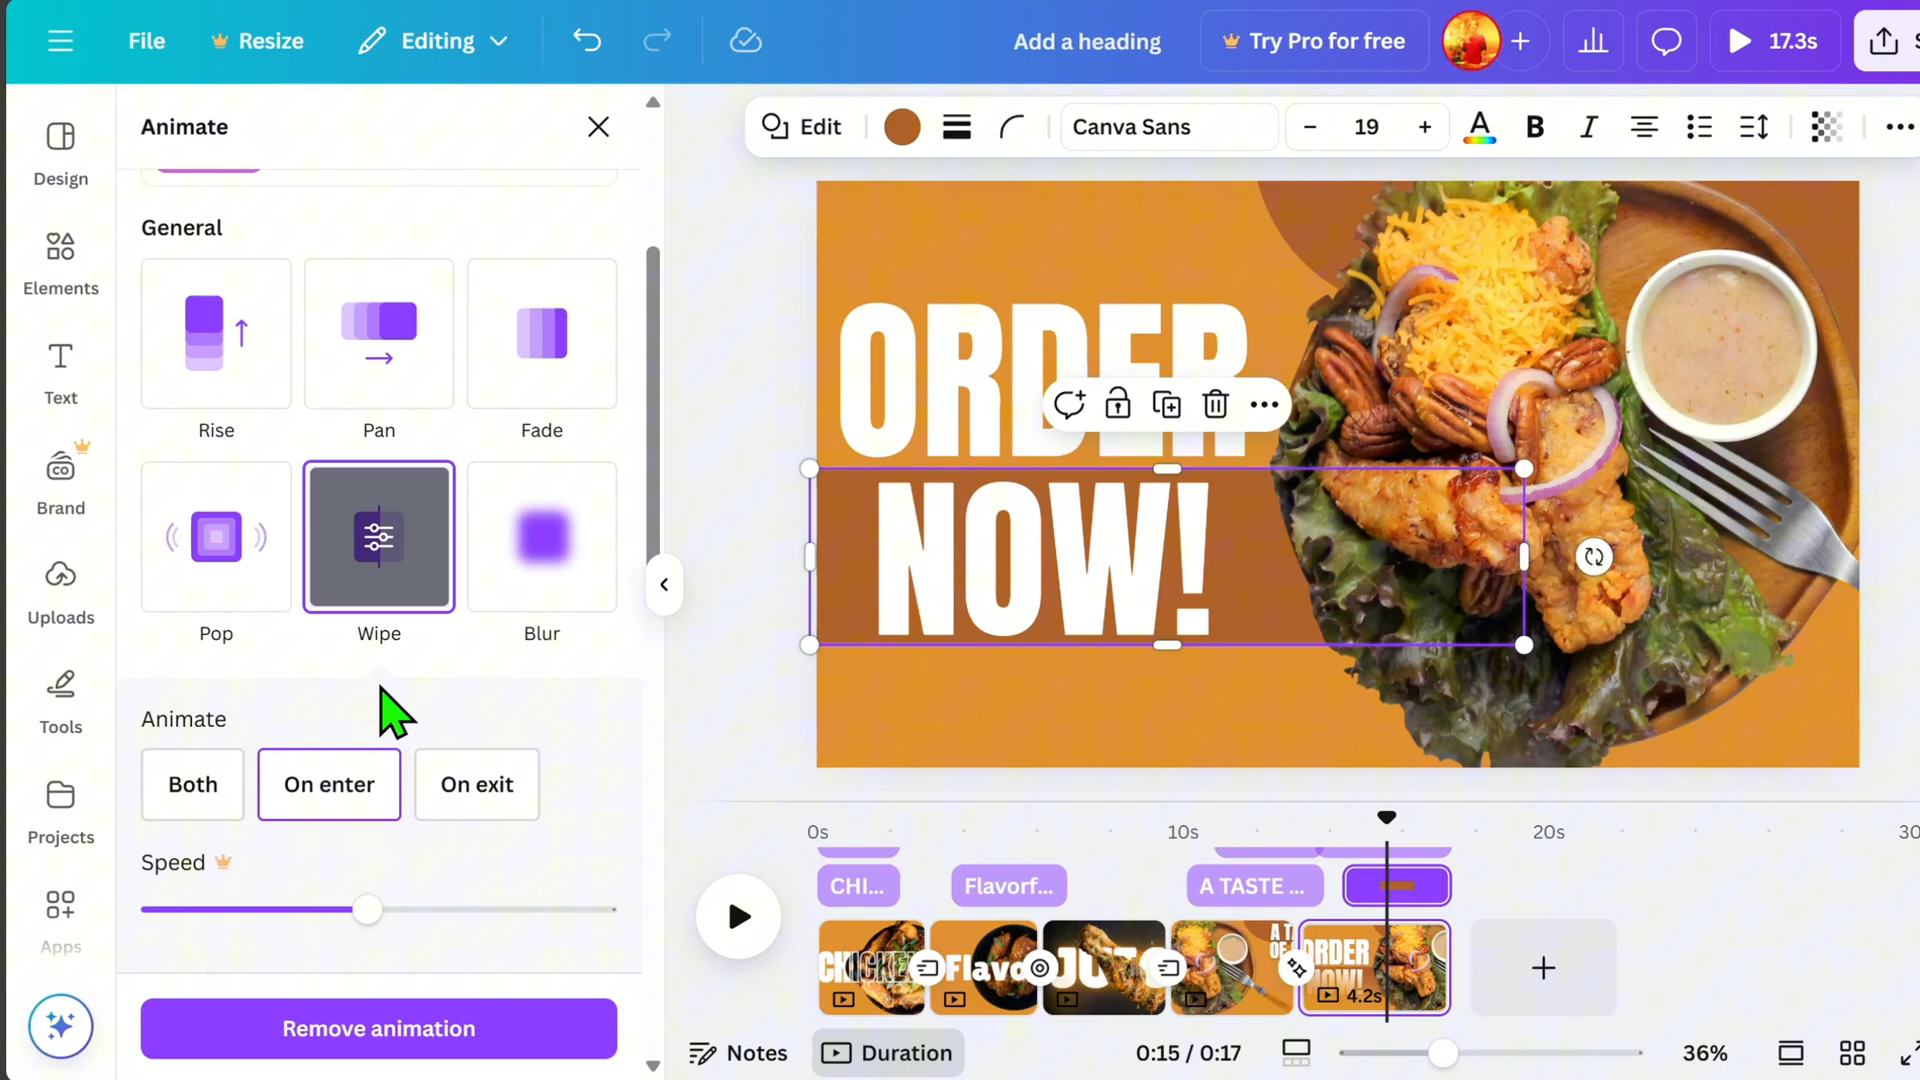 File
Resize
Editing
Add a heading
Try Pro for free
17.3s
Design
Elements
Text
Brand
CO
Uploads
Tools
Projects
Apps
Animate
General
Rise
Pan
Fade
Pop
Wipe
Blur
Animate
Both
On enter
On exit
Speed
Remove animation
Edit
Canva Sans
19
A
B
I
ORDER
NOW!
0s
10s
20s
30
CHI...
Flavorf...
A TASTE ...
CHICKE
Flavo
JU
A T
OF
ORDER
NOW!
4.2s
Notes
Duration
0:15 / 0:17
36%